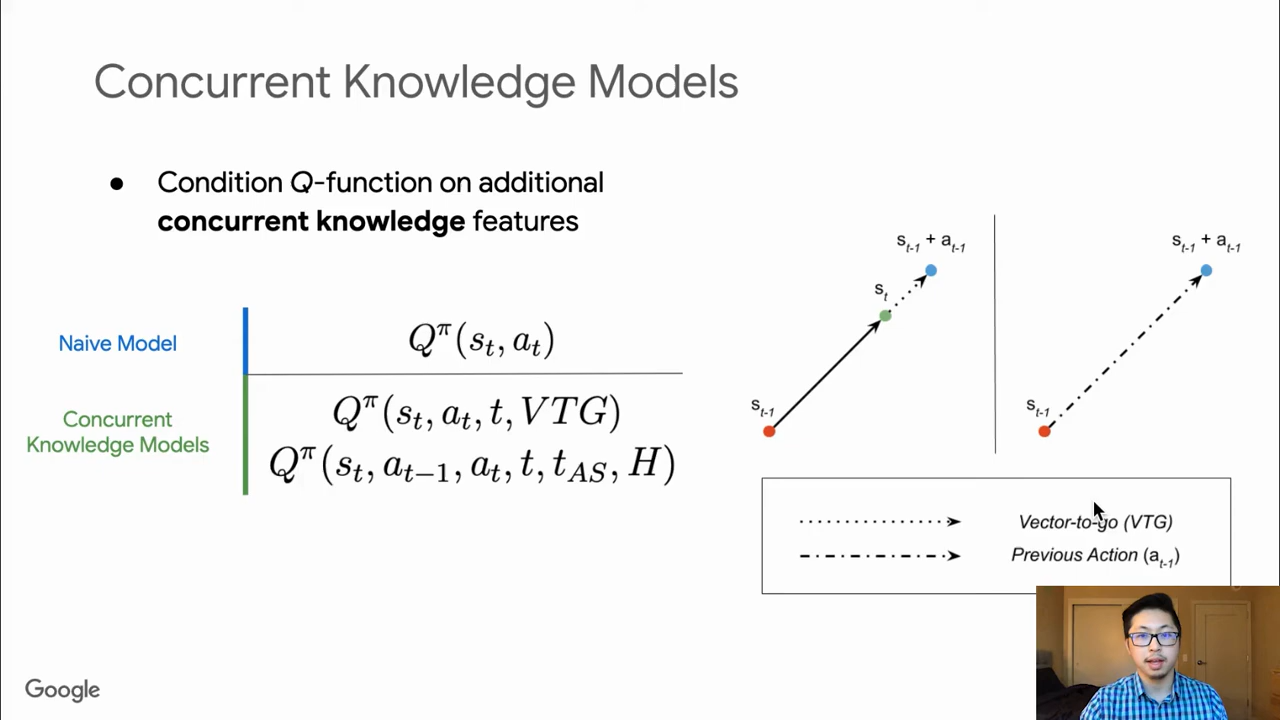 Concurrent Knowledge Models
● Condition Q-function on additional
concurrent knowledge features
Naive Model
Q^π(s_t, a_t)
Concurrent
Knowledge Models
Q^π(s_t, a_t, t, VTG)
Q^π(s_t, a_{t−1}, a_t, t, t_{AS}, H)
s_{t-1} + a_{t-1}
s_t
s_{t-1}
s_{t-1} + a_{t-1}
s_{t-1}
Vector-to-go (VTG)
Previous Action (a_{t-1})
Google